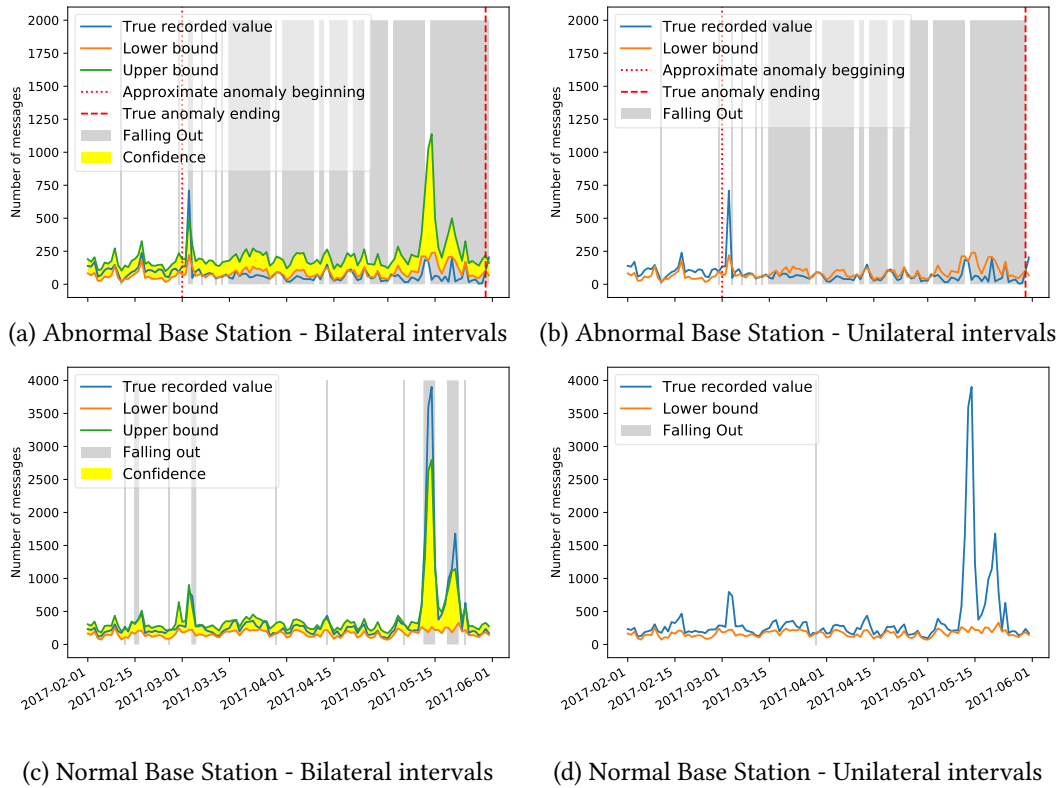 2000
1750
1500
1250
1000
750
500
250
0
Number of messages
True recorded value
Lower bound
Upper bound
Approximate anomaly beginning
True anomaly ending
Falling Out
Confidence
(a) Abnormal Base Station - Bilateral intervals
2000
1750
1500
1250
1000
750
500
250
0
Number of messages
True recorded value
Lower bound
Approximate anomaly beggining
True anomaly ending
Falling Out
(b) Abnormal Base Station - Unilateral intervals
4000
3500
3000
2500
2000
1500
1000
500
0
Number of messages
True recorded value
Lower bound
Upper bound
Falling out
Confidence
2017-02-01
2017-02-15
2017-03-01
2017-03-15
2017-04-01
2017-04-15
2017-05-01
2017-05-15
2017-06-01
(c) Normal Base Station - Bilateral intervals
4000
3500
3000
2500
2000
1500
1000
500
0
Number of messages
True recorded value
Lower bound
Falling Out
2017-02-01
2017-02-15
2017-03-01
2017-03-15
2017-04-01
2017-04-15
2017-05-01
2017-05-15
2017-06-01
(d) Normal Base Station - Unilateral intervals